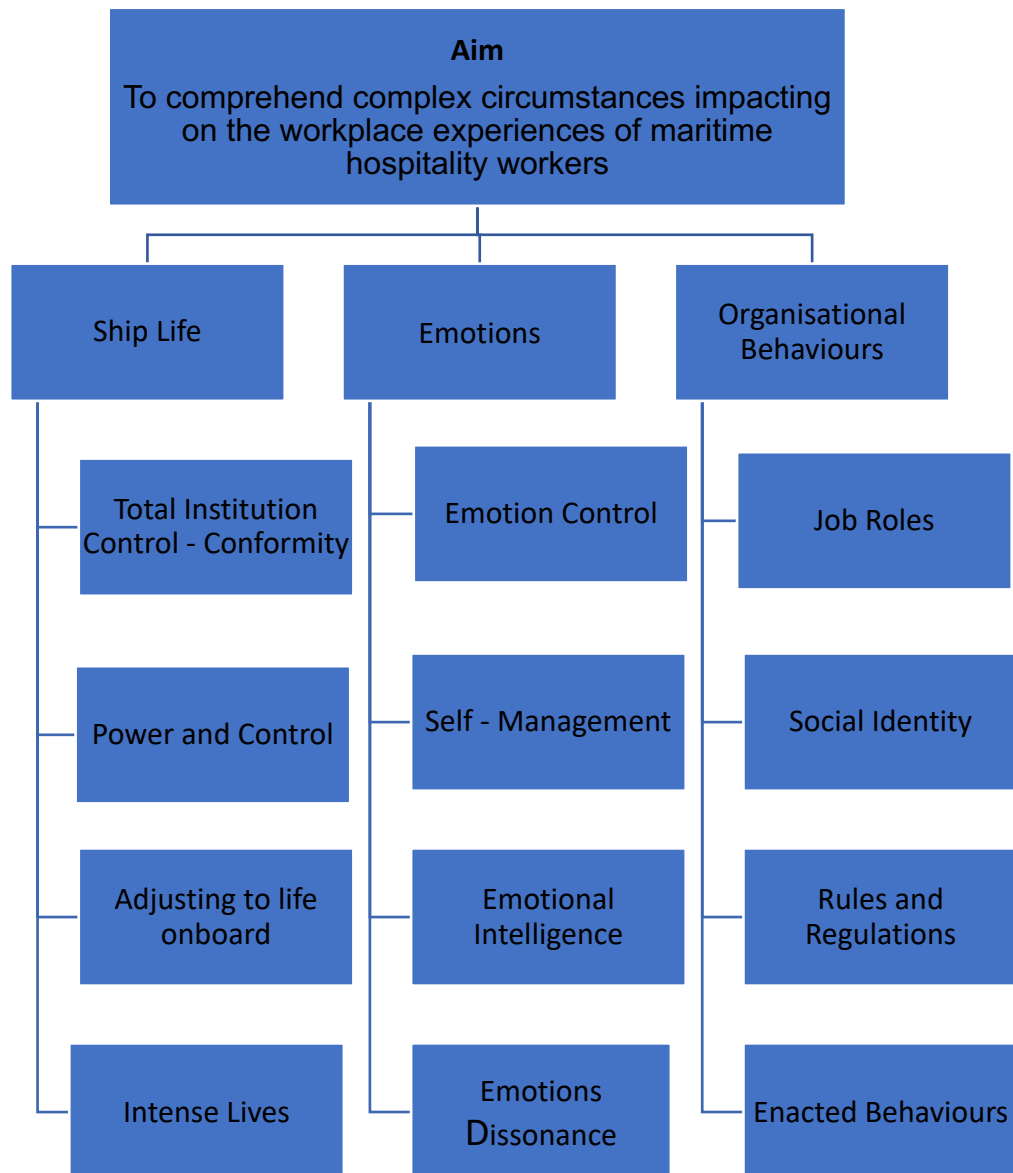 Aim
To comprehend complex circumstances impacting
on the workplace experiences of maritime
hospitality workers
Ship Life
Emotions
Organisational
Behaviours
Total Institution
Control - Conformity
Emotion Control
Job Roles
Power and Control
Self - Management
Social Identity
Adjusting to life
onboard
Emotional
Intelligence
Rules and
Regulations
Intense Lives
Emotions
Dissonance
Enacted Behaviours